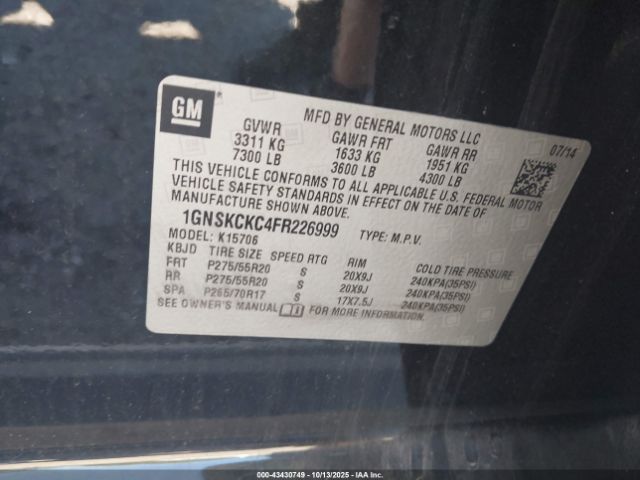 GM
MFD BY GENERAL MOTORS LLC
07/14
GVWR GAWR FRT GAWR RR
3311 KG 1633 KG 1951 KG
7300 LB 3600 LB 4300 LB
THIS VEHICLE CONFORMS TO ALL APPLICABLE U.S. FEDERAL MOTOR
VEHICLE SAFETY STANDARDS IN EFFECT ON THE DATE OF
MANUFACTURE SHOWN ABOVE.
1GNSKCKC4FR226999 TYPE: M.P.V.
MODEL: K15706
KBJD TIRE SIZE SPEED RTG RIM COLD TIRE PRESSURE
FRT P275/55R20 S 20X9J 240KPA(35PSI)
RR P275/55R20 S 20X9J 240KPA(35PSI)
SPA P265/70R17 S 17X7.5J 240KPA(35PSI)
SEE OWNER'S MANUAL FOR MORE INFORMATION.
000-43430749 | 10/13/2025 - IAA Inc.